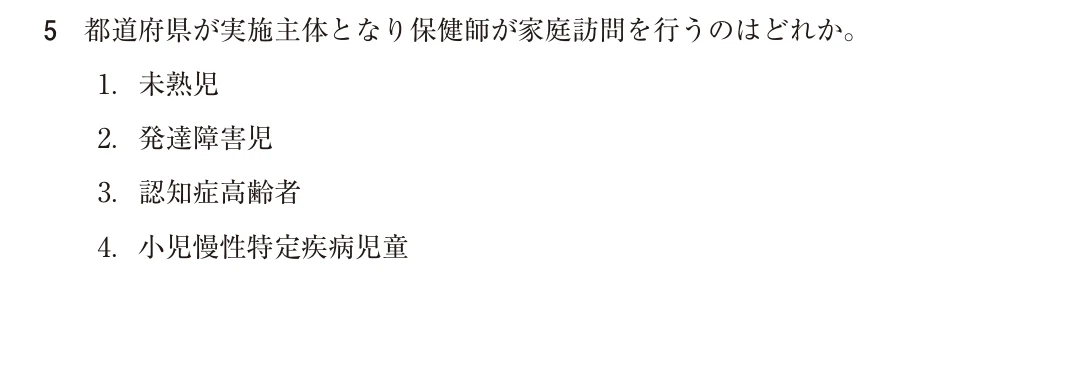 5 都道府県が実施主体となり保健師が家庭訪問を行うのはどれか。
1. 未熟児
2. 発達障害児
3. 認知症高齢者
4. 小児慢性特定疾病児童